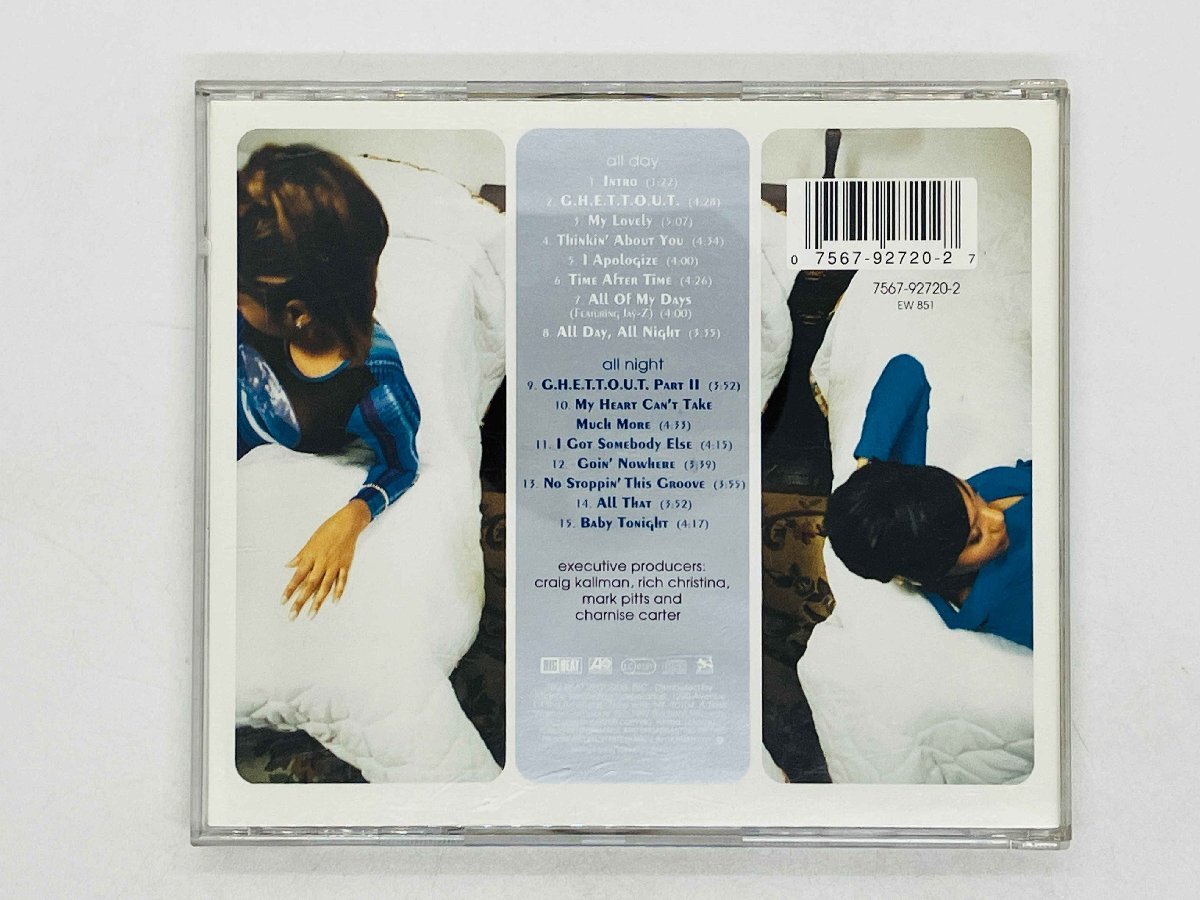 all day
1. Intro (1:22)
2. G.H.E.T.T.O.U.T. (4:28)
3. My Lovely (5:07)
4. Thinkin' About You (4:34)
5. I Apologize (4:00)
6. Time After Time (4:26)
7. All Of My Days
(Featuring Jay-Z) (4:00)
8. All Day, All Night (3:35)
all night
9. G.H.E.T.T.O.U.T. Part II (3:52)
10. My Heart Can't Take
Much More (4:33)
11. I Got Somebody Else (4:15)
12. Goin' Nowhere (3:39)
13. No Stoppin' This Groove (3:55)
14. All That (3:52)
15. Baby Tonight (4:17)
executive producers:
craig kallman, rich christina,
mark pitts and
charnise carter
BIG BEAT
0 7567-92720-2 7
7567-92720-2
EW 851